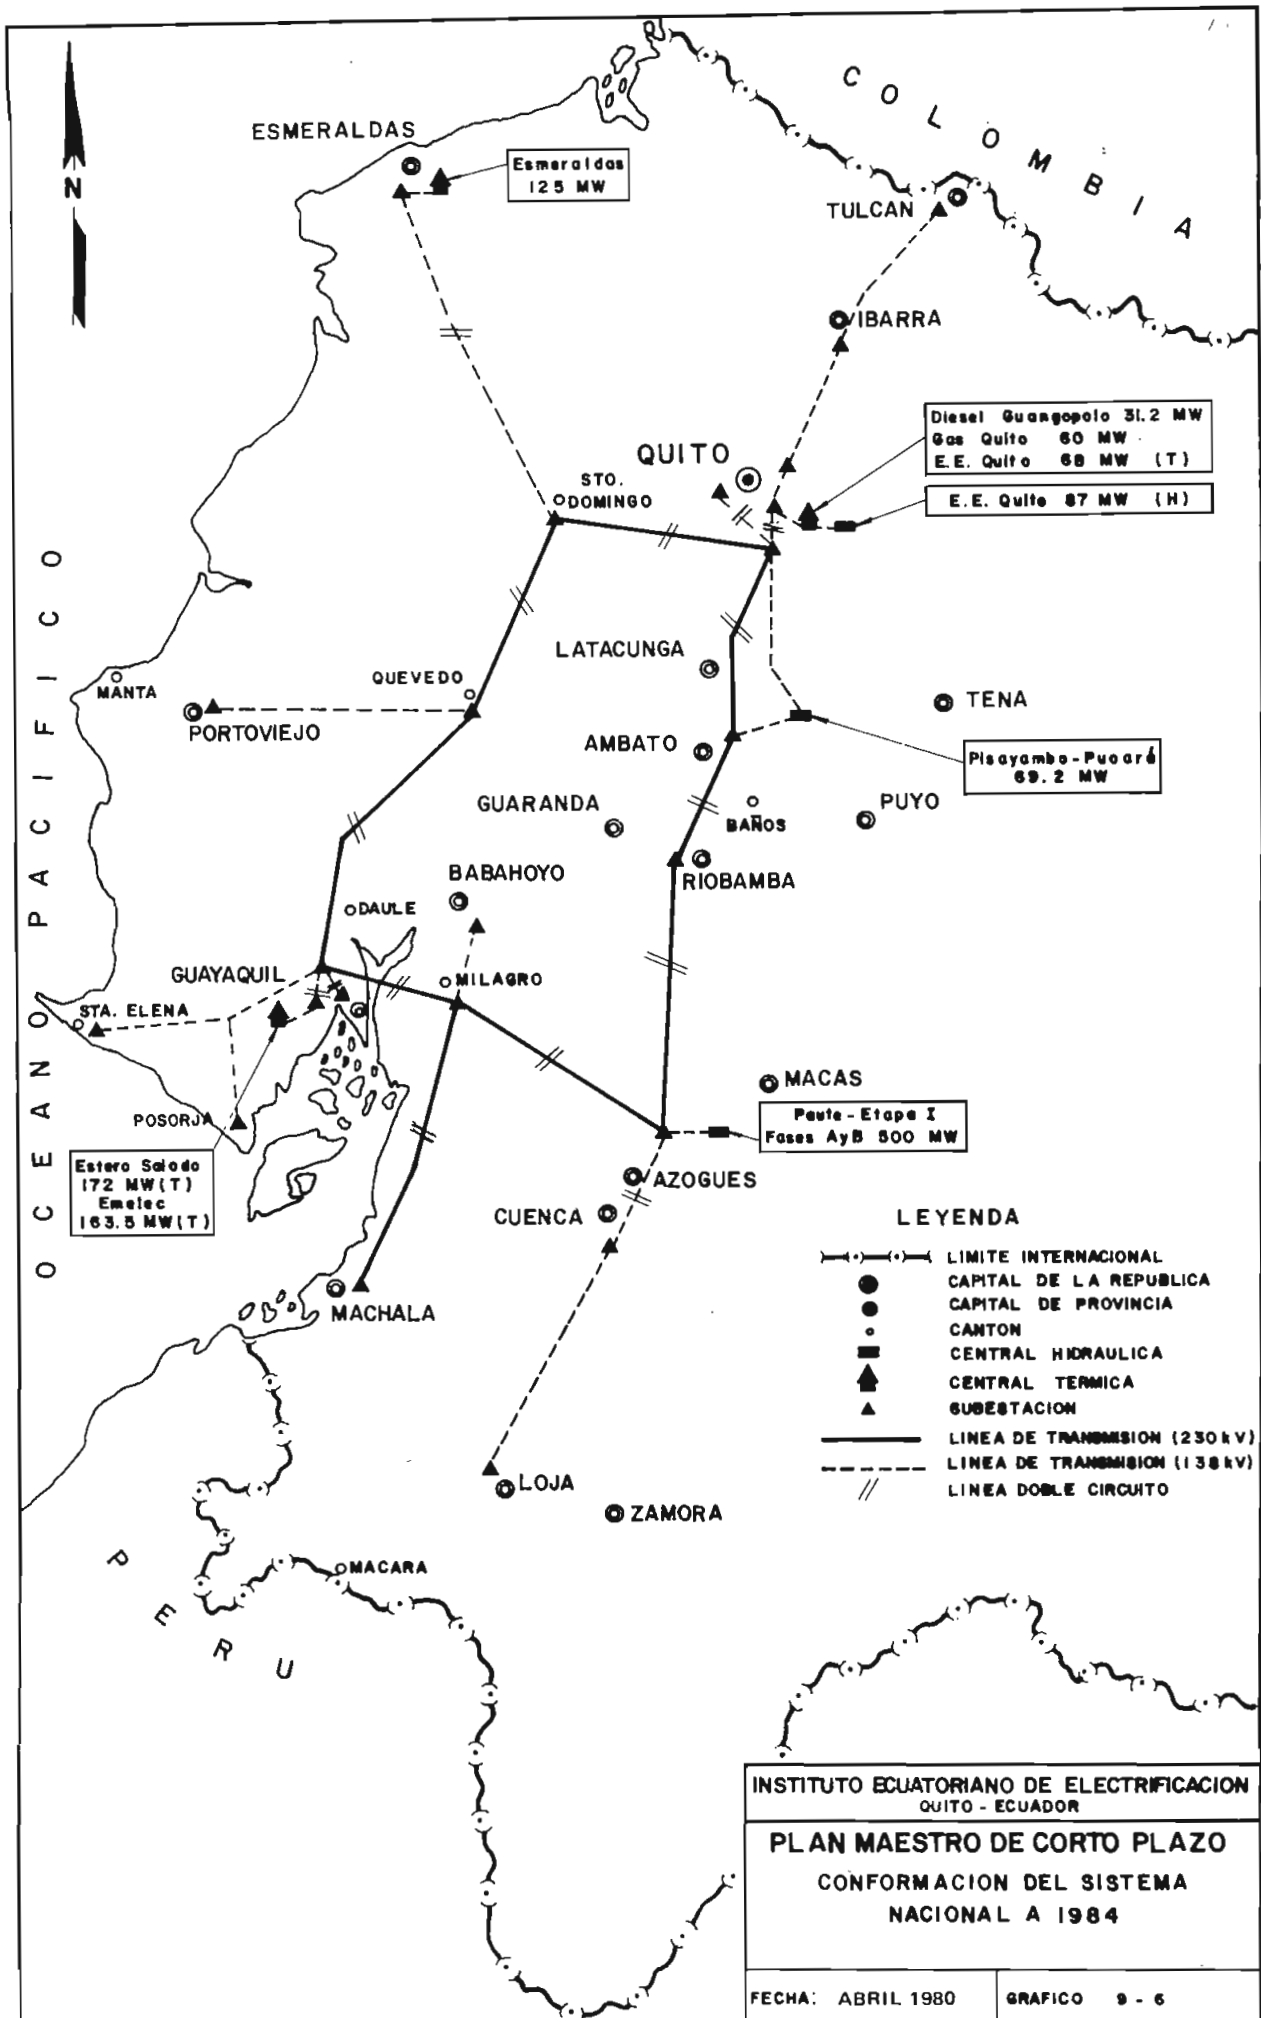 COLOMBIA
ESMERALDAS
Esmeraldas
125 MW
N
TULCAN
IBARRA
Diesel Guangopolo 31.2 MW
Gas Quito 60 MW
E.E. Quito 68 MW (T)
E.E. Quito 87 MW (H)
QUITO
STO.
DOMINGO
OCEANO PACIFICO
LATACUNGA
MANTA
QUEVEDO
TENA
PORTOVIEJO
AMBATO
Pisayambo-Pucará
69.2 MW
GUARANDA
BAÑOS
PUYO
BABAHOYO
RIOBAMBA
DAULE
GUAYAQUIL
MILAGRO
STA. ELENA
MACAS
POSORJA
Paute-Etapa I
Fases AyB 500 MW
Estero Salado
172 MW(T)
Emelec
163.5 MW(T)
AZOGUES
CUENCA
MACHALA
LEYENDA
LIMITE INTERNACIONAL
CAPITAL DE LA REPUBLICA
CAPITAL DE PROVINCIA
CANTON
CENTRAL HIDRAULICA
CENTRAL TERMICA
SUBESTACION
LINEA DE TRANSMISION (230 kV)
LINEA DE TRANSMISION (138 kV)
LINEA DOBLE CIRCUITO
LOJA
ZAMORA
MACARA
PERU
INSTITUTO ECUATORIANO DE ELECTRIFICACION
QUITO - ECUADOR
PLAN MAESTRO DE CORTO PLAZO
CONFORMACION DEL SISTEMA
NACIONAL A 1984
FECHA: ABRIL 1980
GRAFICO 9 - 6